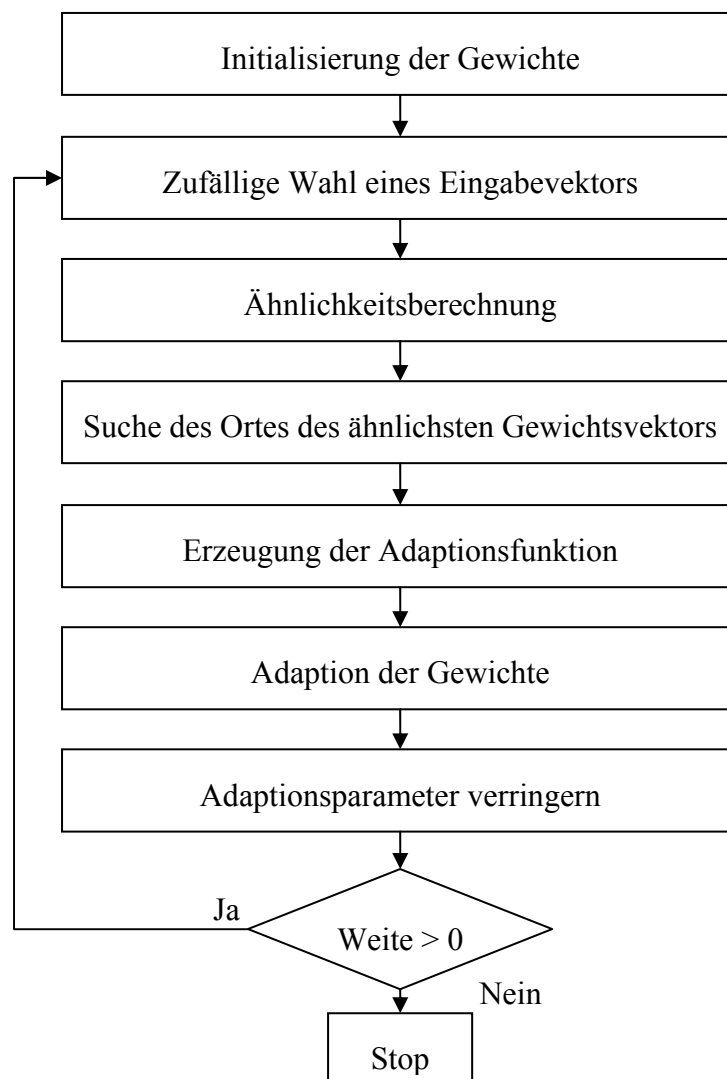 Initialisierung der Gewichte
Zufällige Wahl eines Eingabevektors
Ähnlichkeitsberechnung
Suche des Ortes des ähnlichsten Gewichtsvektors
Erzeugung der Adaptionsfunktion
Adaption der Gewichte
Adaptionsparameter verringern
Ja
Weite > 0
Nein
Stop